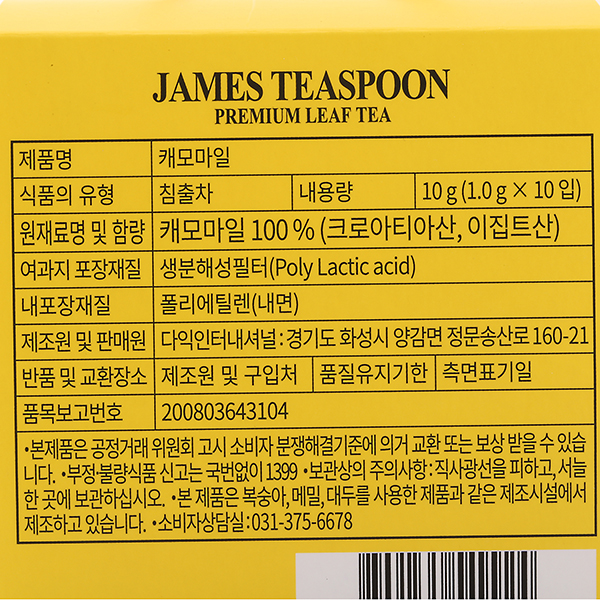 JAMES TEASPOON
PREMIUM LEAF TEA
제품명 캐모마일
식품의 유형 침출차 내용량 10 g (1.0 g × 10 입)
원재료명 및 함량 캐모마일 100 % (크로아티아산, 이집트산)
여과지 포장재질 생분해성필터(Poly Lactic acid)
내포장재질 폴리에틸렌(내면)
제조원 및 판매원 다익인터내셔널 : 경기도 화성시 양감면 정문송산로 160-21
반품 및 교환장소 제조원 및 구입처 품질유지기한 측면표기일
품목보고번호 200803643104
•본제품은 공정거래 위원회 고시 소비자 분쟁해결기준에 의거 교환 또는 보상 받을 수 있습
니다. •부정·불량식품 신고는 국번없이 1399 •보관상의 주의사항 : 직사광선을 피하고, 서늘
한 곳에 보관하십시오. •본 제품은 복숭아, 메밀, 대두를 사용한 제품과 같은 제조시설에서
제조하고 있습니다. •소비자상담실 : 031-375-6678